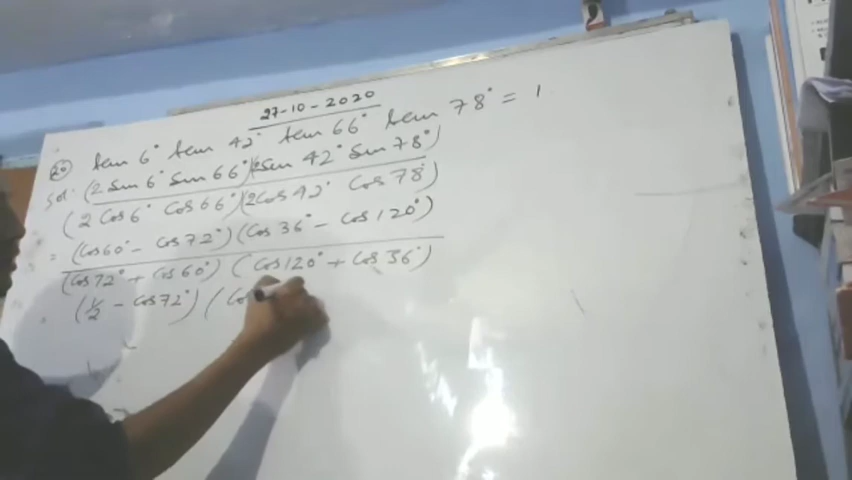 27-10-2020
20 tan 6° tan 42° tan 66° tan 78° = 1
Sol: (2 Sin 6° Sin 66°)(2Sin 42° Sin 78°)
(2 Cos 6° Cos 66°)(2Cos 42° Cos 78)
= (Cos 60° - Cos 72°)(Cos 36° - Cos 120°)
(Cos 72° + Cos 60°) (Cos 120° + Cos 36°)
(1/2 - Cos 72°) (Co